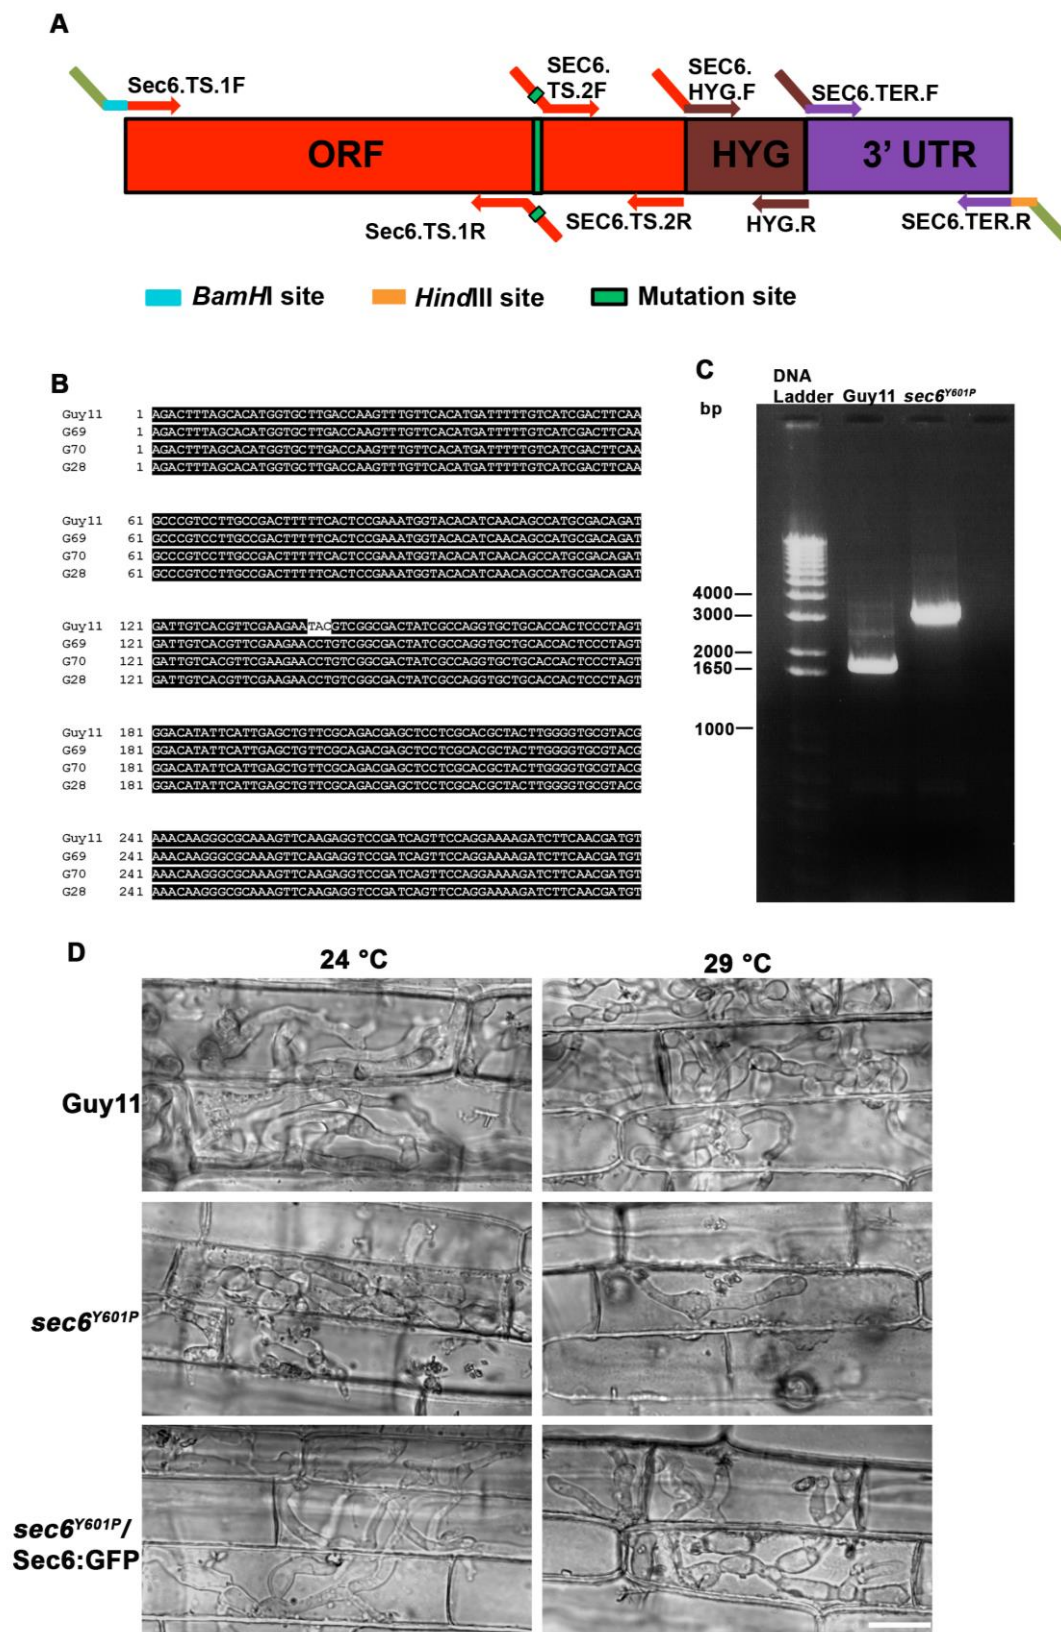 A
Sec6.TS.1F
SEC6.
TS.2F
SEC6.
HYG.F
SEC6.TER.F
ORF
HYG
3’ UTR
Sec6.TS.1R
SEC6.TS.2R
HYG.R
SEC6.TER.R
BamHI site
HindIII site
Mutation site
B
Guy11 1 AGACTTTAGCACATGGTGCTTGACCAAGTTTGTTCACATGATTTTTGTCATCGACTTCAA
G69 1 AGACTTTAGCACATGGTGCTTGACCAAGTTTGTTCACATGATTTTTGTCATCGACTTCAA
G70 1 AGACTTTAGCACATGGTGCTTGACCAAGTTTGTTCACATGATTTTTGTCATCGACTTCAA
G28 1 AGACTTTAGCACATGGTGCTTGACCAAGTTTGTTCACATGATTTTTGTCATCGACTTCAA
Guy11 61 GCCCGTCCTTGCCGACTTTTTCACTCCGAAATGGTACACATCAACAGCCATGCGACAGAT
G69 61 GCCCGTCCTTGCCGACTTTTTCACTCCGAAATGGTACACATCAACAGCCATGCGACAGAT
G70 61 GCCCGTCCTTGCCGACTTTTTCACTCCGAAATGGTACACATCAACAGCCATGCGACAGAT
G28 61 GCCCGTCCTTGCCGACTTTTTCACTCCGAAATGGTACACATCAACAGCCATGCGACAGAT
Guy11 121 GATTGTCACGTTCGAAGAATACGTCGGCGACTATCGCCAGGTGCTGCACCACTCCCTAGT
G69 121 GATTGTCACGTTCGAAGAACCTGTCGGCGACTATCGCCAGGTGCTGCACCACTCCCTAGT
G70 121 GATTGTCACGTTCGAAGAACCTGTCGGCGACTATCGCCAGGTGCTGCACCACTCCCTAGT
G28 121 GATTGTCACGTTCGAAGAACCTGTCGGCGACTATCGCCAGGTGCTGCACCACTCCCTAGT
Guy11 181 GGACATATTCATTGAGCTGTTCGCAGACGAGCTCCTCGCACGCTACTTGGGGTGCGTACG
G69 181 GGACATATTCATTGAGCTGTTCGCAGACGAGCTCCTCGCACGCTACTTGGGGTGCGTACG
G70 181 GGACATATTCATTGAGCTGTTCGCAGACGAGCTCCTCGCACGCTACTTGGGGTGCGTACG
G28 181 GGACATATTCATTGAGCTGTTCGCAGACGAGCTCCTCGCACGCTACTTGGGGTGCGTACG
Guy11 241 AAACAAGGGCGCAAAGTTCAAGAGGTCCGATCAGTTCCAGGAAAAGATCTTCAACGATGT
G69 241 AAACAAGGGCGCAAAGTTCAAGAGGTCCGATCAGTTCCAGGAAAAGATCTTCAACGATGT
G70 241 AAACAAGGGCGCAAAGTTCAAGAGGTCCGATCAGTTCCAGGAAAAGATCTTCAACGATGT
G28 241 AAACAAGGGCGCAAAGTTCAAGAGGTCCGATCAGTTCCAGGAAAAGATCTTCAACGATGT
C
DNA
Ladder Guy11 sec6Y601P
bp
4000
3000
2000
1650
1000
D
24 °C
29 °C
Guy11
sec6Y601P
sec6Y601P/
Sec6:GFP